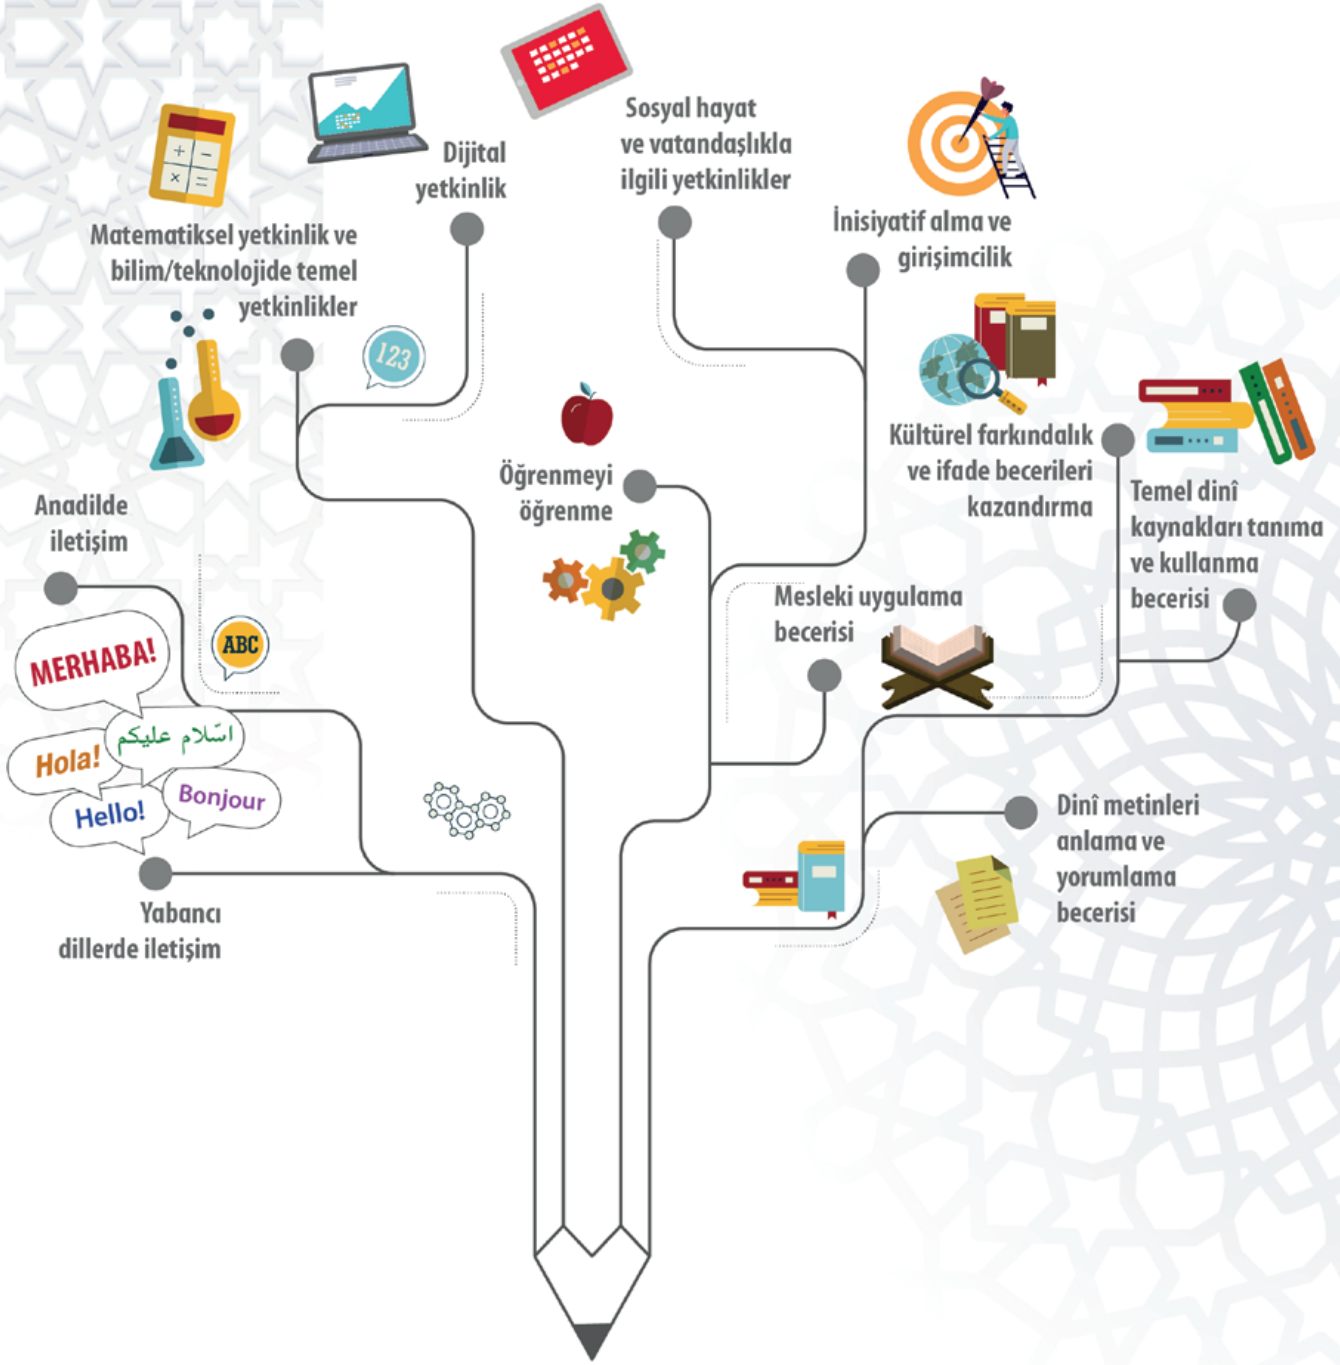 Dijital
yetkinlik
Sosyal hayat
ve vatandaşlıkla
ilgili yetkinlikler
İnisiyatif alma ve
girişimcilik
+ −
× =
Matematiksel yetkinlik ve
bilim/teknolojide temel
yetkinlikler
123
Öğrenmeyi
öğrenme
Kültürel farkındalık
ve ifade becerileri
kazandırma
Temel dinî
kaynakları tanıma
ve kullanma
becerisi
Anadilde
iletişim
ABC
MERHABA!
اسّلام عليكم
Hola!
Hello!
Bonjour
Mesleki uygulama
becerisi
Dinî metinleri
anlama ve
yorumlama
becerisi
Yabancı
dillerde iletişim